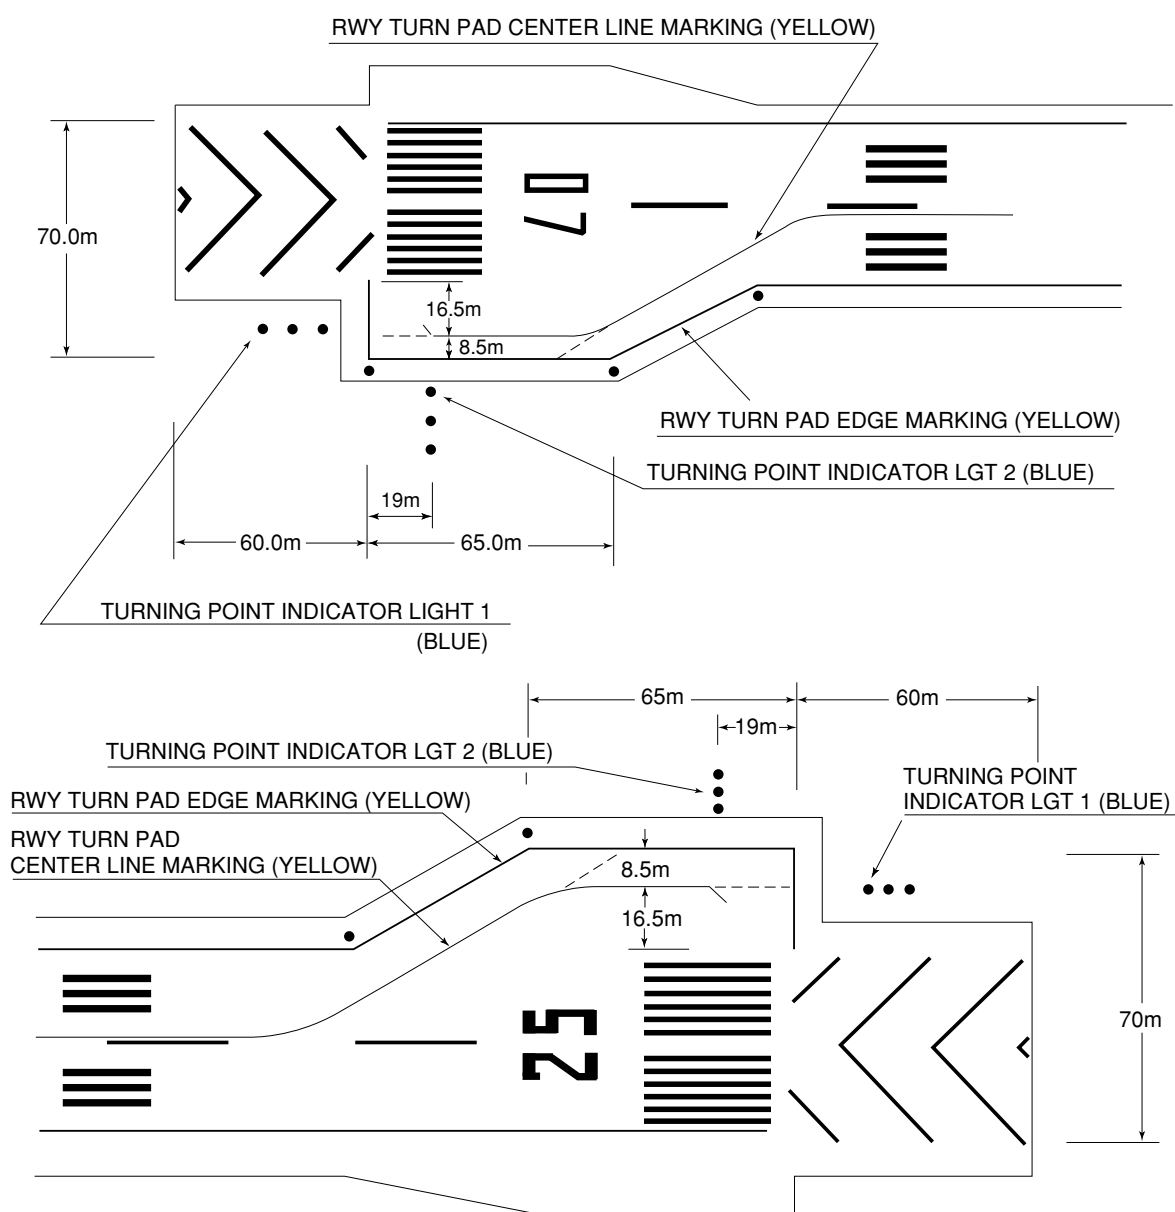 RWY TURN PAD CENTER LINE MARKING (YELLOW)
07
70.0m
16.5m
8.5m
RWY TURN PAD EDGE MARKING (YELLOW)
TURNING POINT INDICATOR LGT 2 (BLUE)
19m
60.0m
65.0m
TURNING POINT INDICATOR LIGHT 1
(BLUE)
65m
60m
19m
TURNING POINT INDICATOR LGT 2 (BLUE)
TURNING POINT
INDICATOR LGT 1 (BLUE)
RWY TURN PAD EDGE MARKING (YELLOW)
RWY TURN PAD
CENTER LINE MARKING (YELLOW)
8.5m
16.5m
25
70m